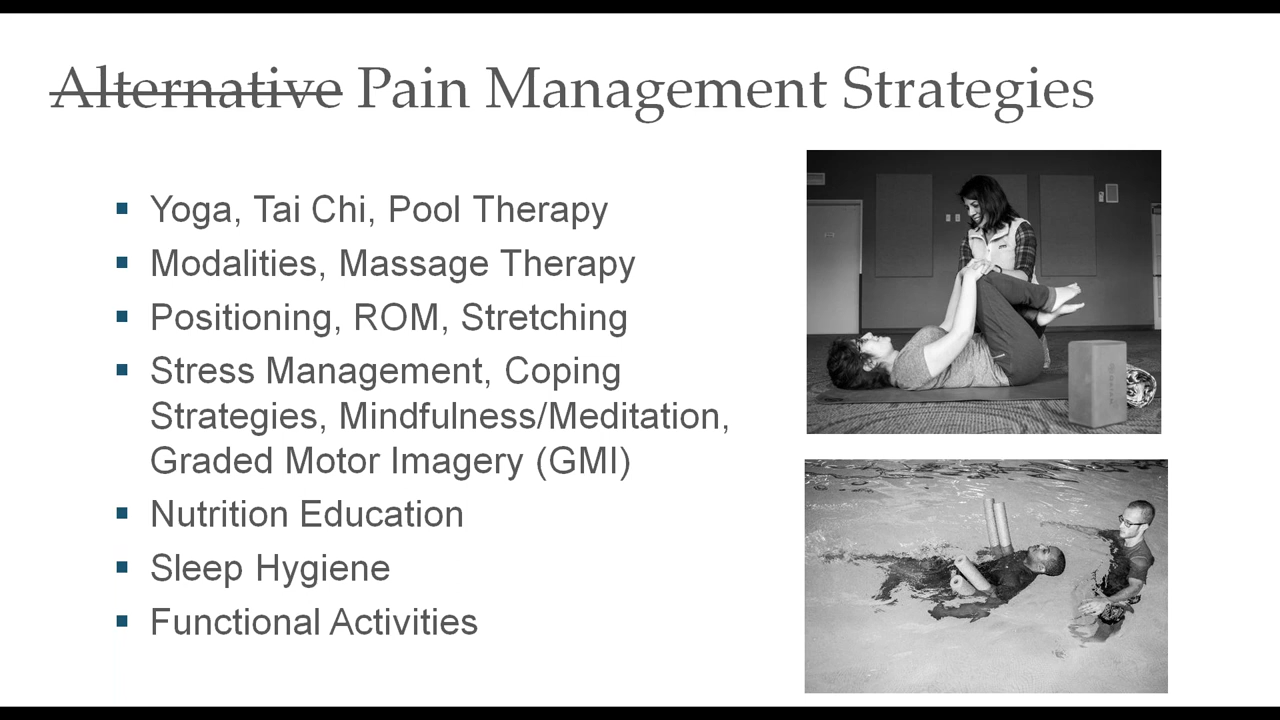 Alternative Pain Management Strategies
Yoga, Tai Chi, Pool Therapy
Modalities, Massage Therapy
Positioning, ROM, Stretching
Stress Management, Coping
Strategies, Mindfulness/Meditation,
Graded Motor Imagery (GMI)
Nutrition Education
Sleep Hygiene
Functional Activities